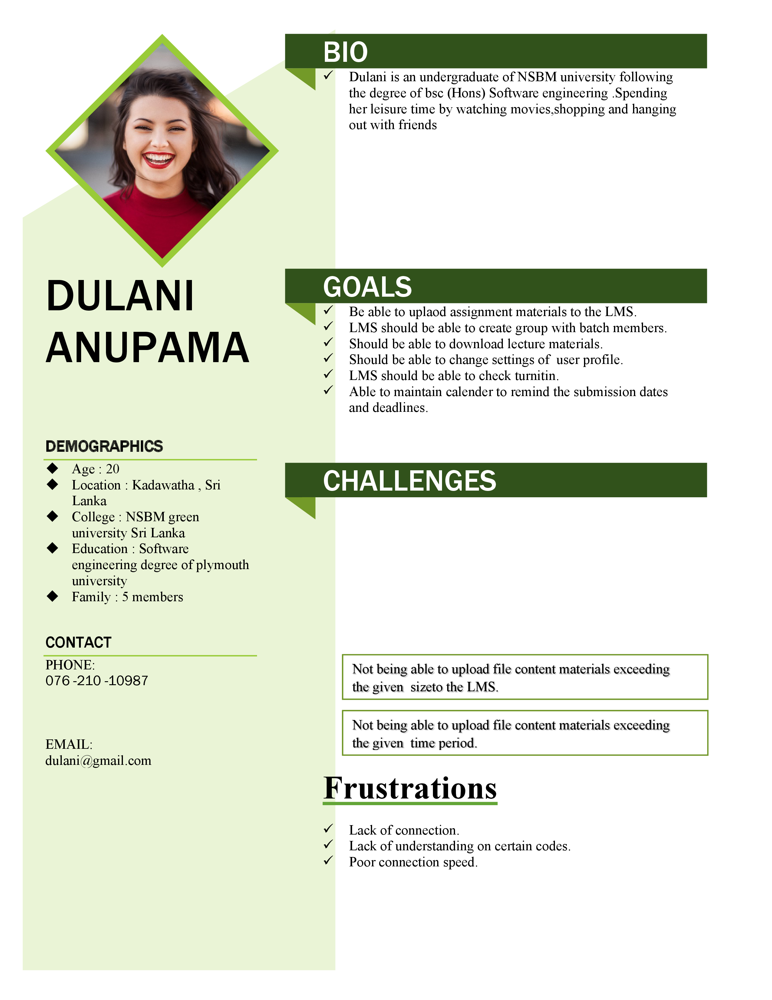 DULANI
ANUPAMA
DEMOGRAPHICS
Age : 20
Location : Kadawatha , Sri
Lanka
College : NSBM green
university Sri Lanka
Education : Software
engineering degree of plymouth
university
Family : 5 members
CONTACT
PHONE:
076 -210 -10987
EMAIL:
dulani@gmail.com
BIO
Dulani is an undergraduate of NSBM university following
the degree of bsc (Hons) Software engineering .Spending
her leisure time by watching movies,shopping and hanging
out with friends
GOALS
Be able to uplaod assignment materials to the LMS.
LMS should be able to create group with batch members.
Should be able to download lecture materials.
Should be able to change settings of  user profile.
LMS should be able to check turnitin.
Able to maintain calender to remind the submission dates
and deadlines.
CHALLENGES
Not being able to upload file content materials exceeding
the given  sizeto the LMS.
Not being able to upload file content materials exceeding
the given  time period.
Frustrations
Lack of connection.
Lack of understanding on certain codes.
Poor connection speed.